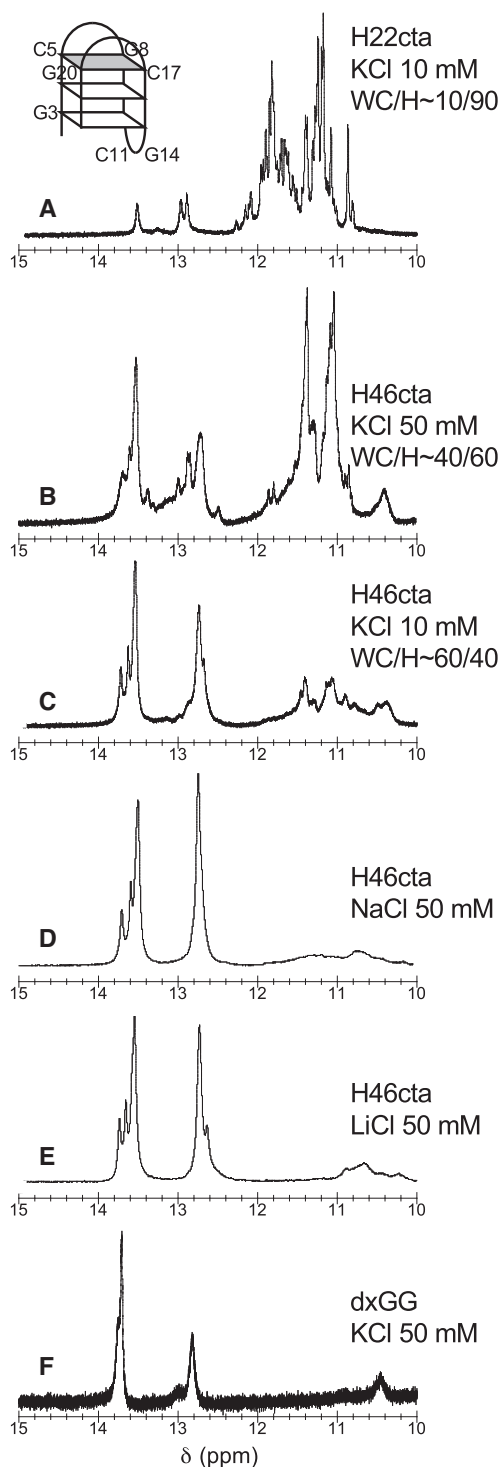 C5 G8
G20 C17
G3
C11 G14
H22cta
KCl 10 mM
WC/H~10/90
A
15 14 13 12 11 10
H46cta
KCl 50 mM
WC/H~40/60
B
15 14 13 12 11 10
H46cta
KCl 10 mM
WC/H~60/40
C
15 14 13 12 11 10
H46cta
NaCl 50 mM
D
15 14 13 12 11 10
H46cta
LiCl 50 mM
E
15 14 13 12 11 10
dxGG
KCl 50 mM
F
15 14 13 12 11 10
δ (ppm)